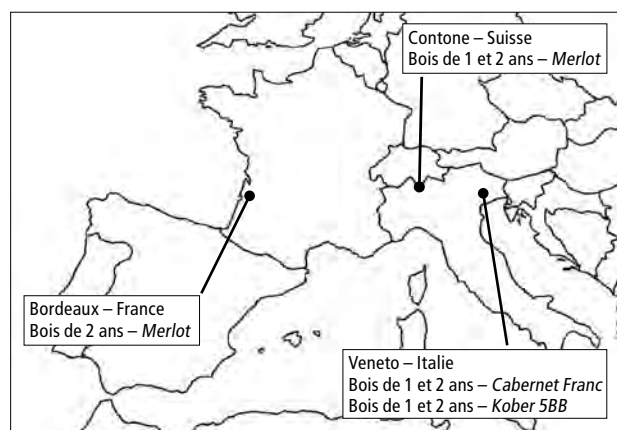 Contone – Suisse
Bois de 1 et 2 ans – Merlot
Bordeaux – France
Bois de 2 ans – Merlot
Veneto – Italie
Bois de 1 et 2 ans – Cabernet Franc
Bois de 1 et 2 ans – Kober 5BB